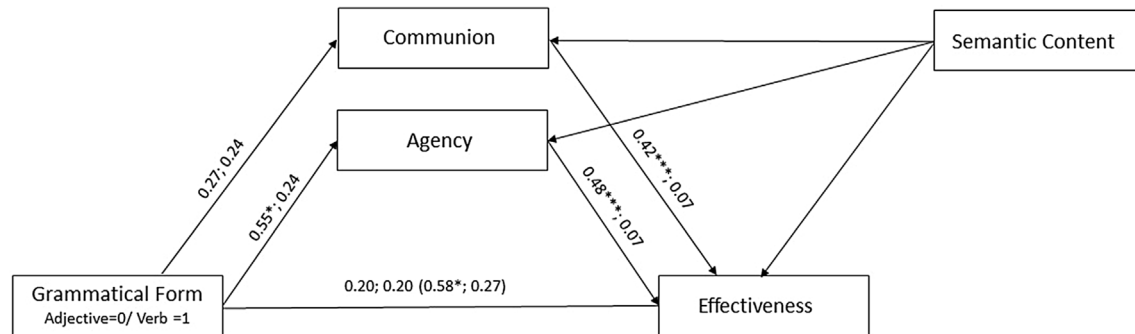 Communion
Semantic Content
Agency
0.27; 0.24
0.55*; 0.24
0.42***; 0.07
0.48***; 0.07
0.20; 0.20 (0.58*; 0.27)
Grammatical Form
Adjective=0/ Verb =1
Effectiveness